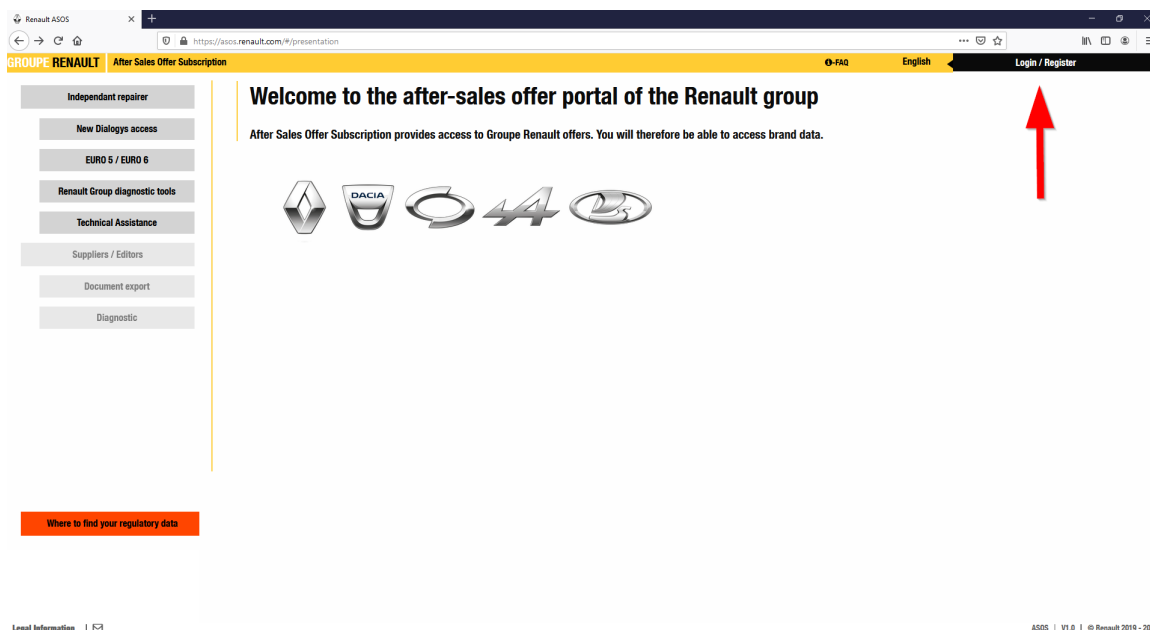 Renault ASOS
https://asos.renault.com/#/presentation
GROUPE RENAULT After Sales Offer Subscription
-FAQ English Login / Register
Independant repairer
New Dialogys access
EURO 5 / EURO 6
Renault Group diagnostic tools
Technical Assistance
Suppliers / Editors
Document export
Diagnostic
Where to find your regulatory data
Welcome to the after-sales offer portal of the Renault group
After Sales Offer Subscription provides access to Groupe Renault offers. You will therefore be able to access brand data.
DACIA
Legal Information |
ASOS | V1.0 | © Renault 2019 - 20